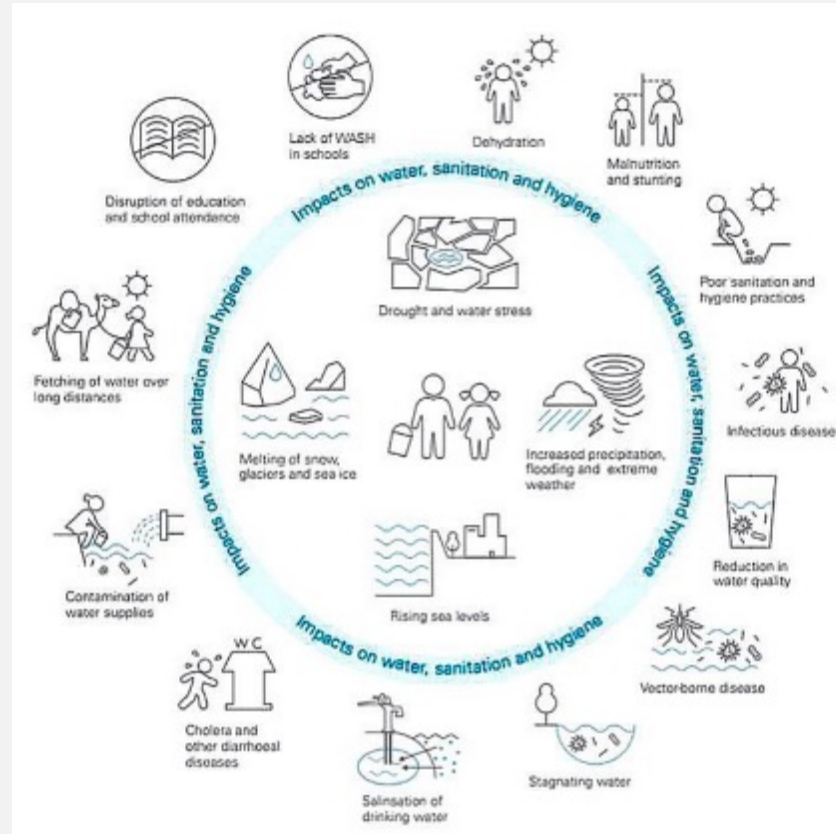 Lack of WASH
in schools
Dehydration
Malnutrition
and stunting
Disruption of education
and school attendance
Impacts on water, sanitation and hygiene
Poor sanitation and
hygiene practices
Drought and water stress
Impacts on water, sanitation and hygiene
Impacts on water, sanitation and hygiene
Fetching of water over
long distances
Infectious disease
Melting of snow,
glaciers and sea ice
Increased precipitation,
flooding and extreme
weather
Reduction in
water quality
Contamination of
water supplies
Rising sea levels
Impacts on water, sanitation and hygiene
Vector-borne disease
WC
Cholera and
other diarrhoeal
diseases
Stagnating water
Salinsation of
drinking water